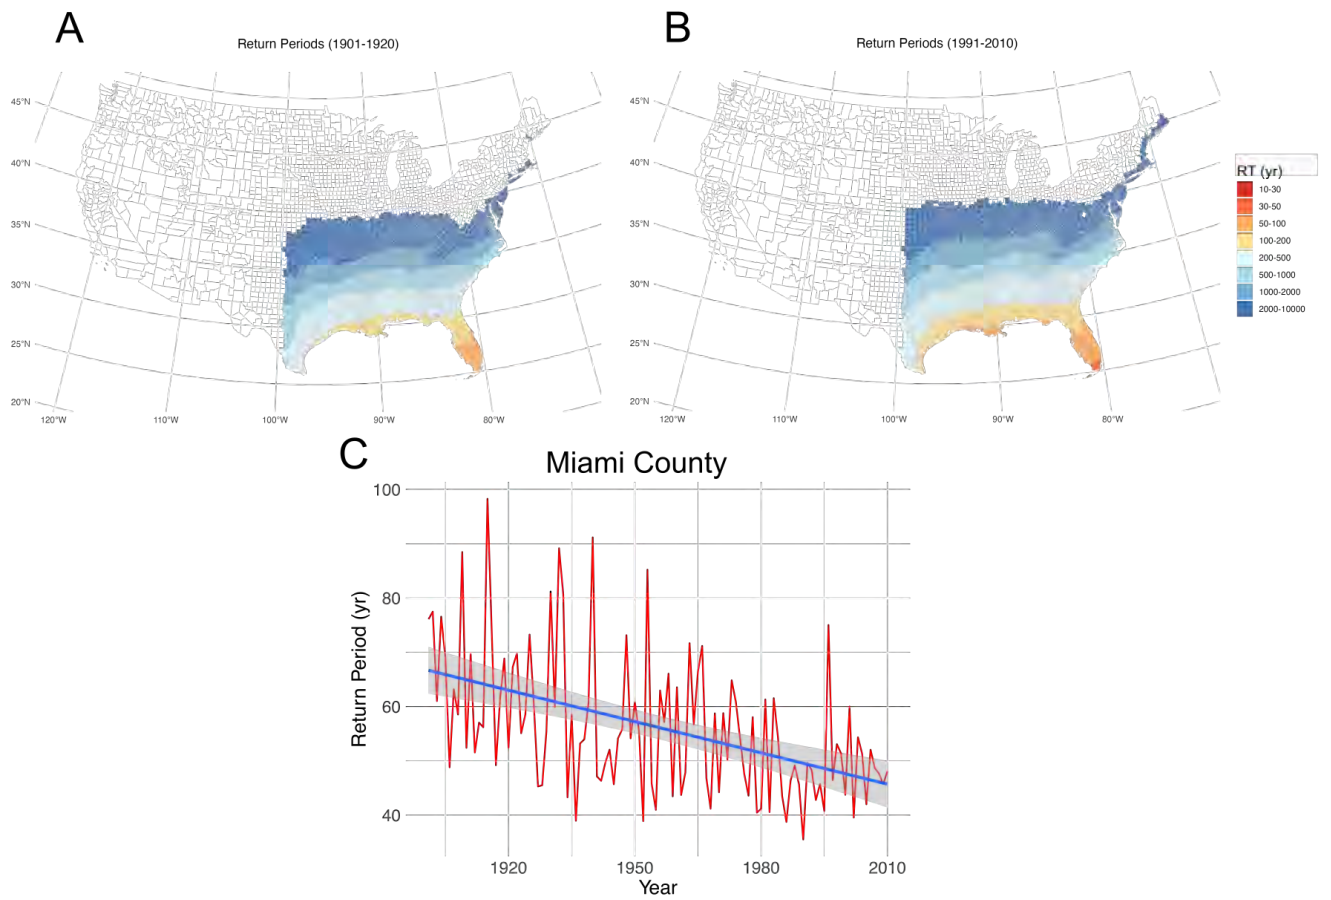 A
Return Periods (1901-1920)
45°N
40°N
35°N
30°N
25°N
20°N
120°W
110°W
100°W
90°W
80°W
B
Return Periods (1991-2010)
45°N
40°N
35°N
30°N
25°N
20°N
120°W
110°W
100°W
90°W
80°W
RT (yr)
10-30
30-50
50-100
100-200
200-500
500-1000
1000-2000
2000-10000
C
Miami County
Return Period (yr)
100
80
60
40
1920
1950
1980
2010
Year